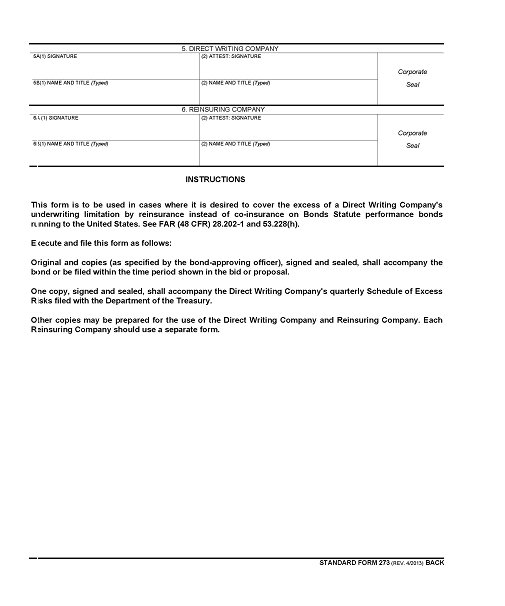 5. DIRECT WRITING COMPANY
5A(1) SIGNATURE
(2) ATTEST: SIGNATURE
Corporate
Seal
5B(1) NAME AND TITLE (Typed)
(2) NAME AND TITLE (Typed)
6. REINSURING COMPANY
6A(1) SIGNATURE
(2) ATTEST: SIGNATURE
Corporate
Seal
6B(1) NAME AND TITLE (Typed)
(2) NAME AND TITLE (Typed)
INSTRUCTIONS
This form is to be used in cases where it is desired to cover the excess of a Direct Writing Company's
underwriting limitation by reinsurance instead of co-insurance on Bonds Statute performance bonds
running to the United States. See FAR (48 CFR) 28.202-1 and 53.228(h).
Execute and file this form as follows:
Original and copies (as specified by the bond-approving officer), signed and sealed, shall accompany the
bond or be filed within the time period shown in the bid or proposal.
One copy, signed and sealed, shall accompany the Direct Writing Company's quarterly Schedule of Excess
Risks filed with the Department of the Treasury.
Other copies may be prepared for the use of the Direct Writing Company and Reinsuring Company. Each
Reinsuring Company should use a separate form.
STANDARD FORM 273 (REV. 4/2013) BACK